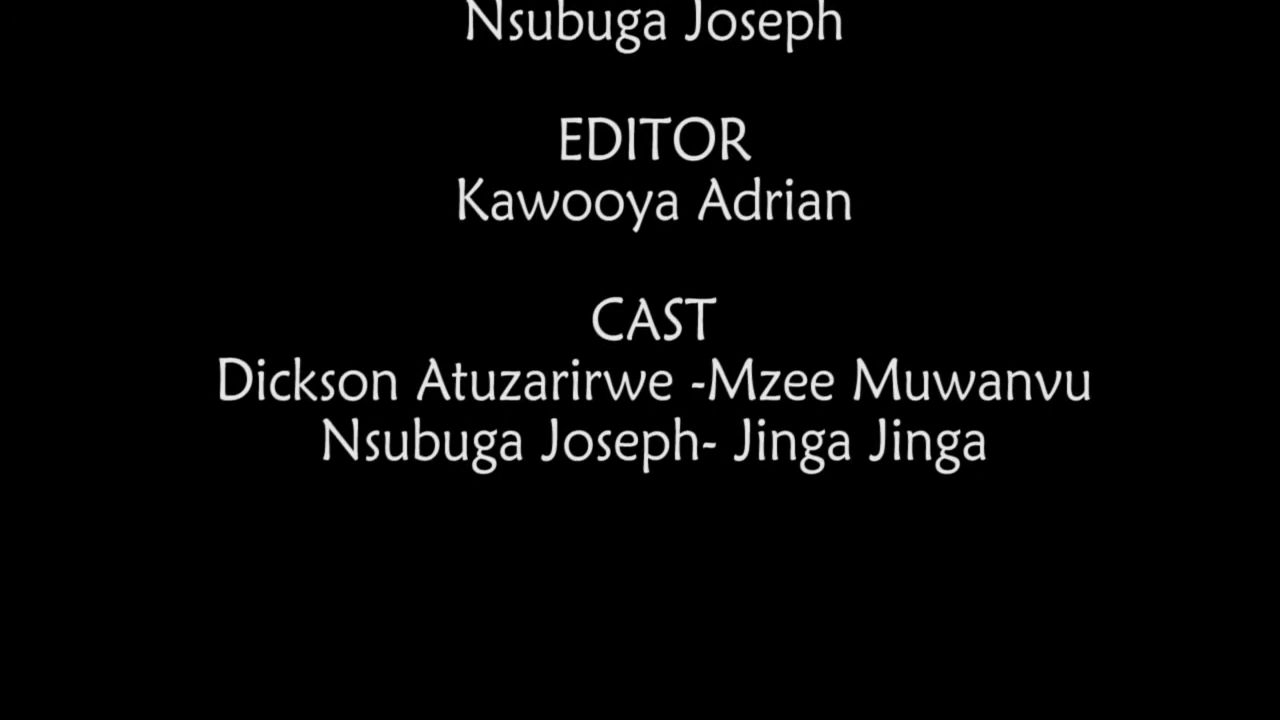 Nsubuga Joseph
EDITOR
Kawooya Adrian
CAST
Dickson Atuzarirwe -Mzee Muwanvu
Nsubuga Joseph- Jinga Jinga